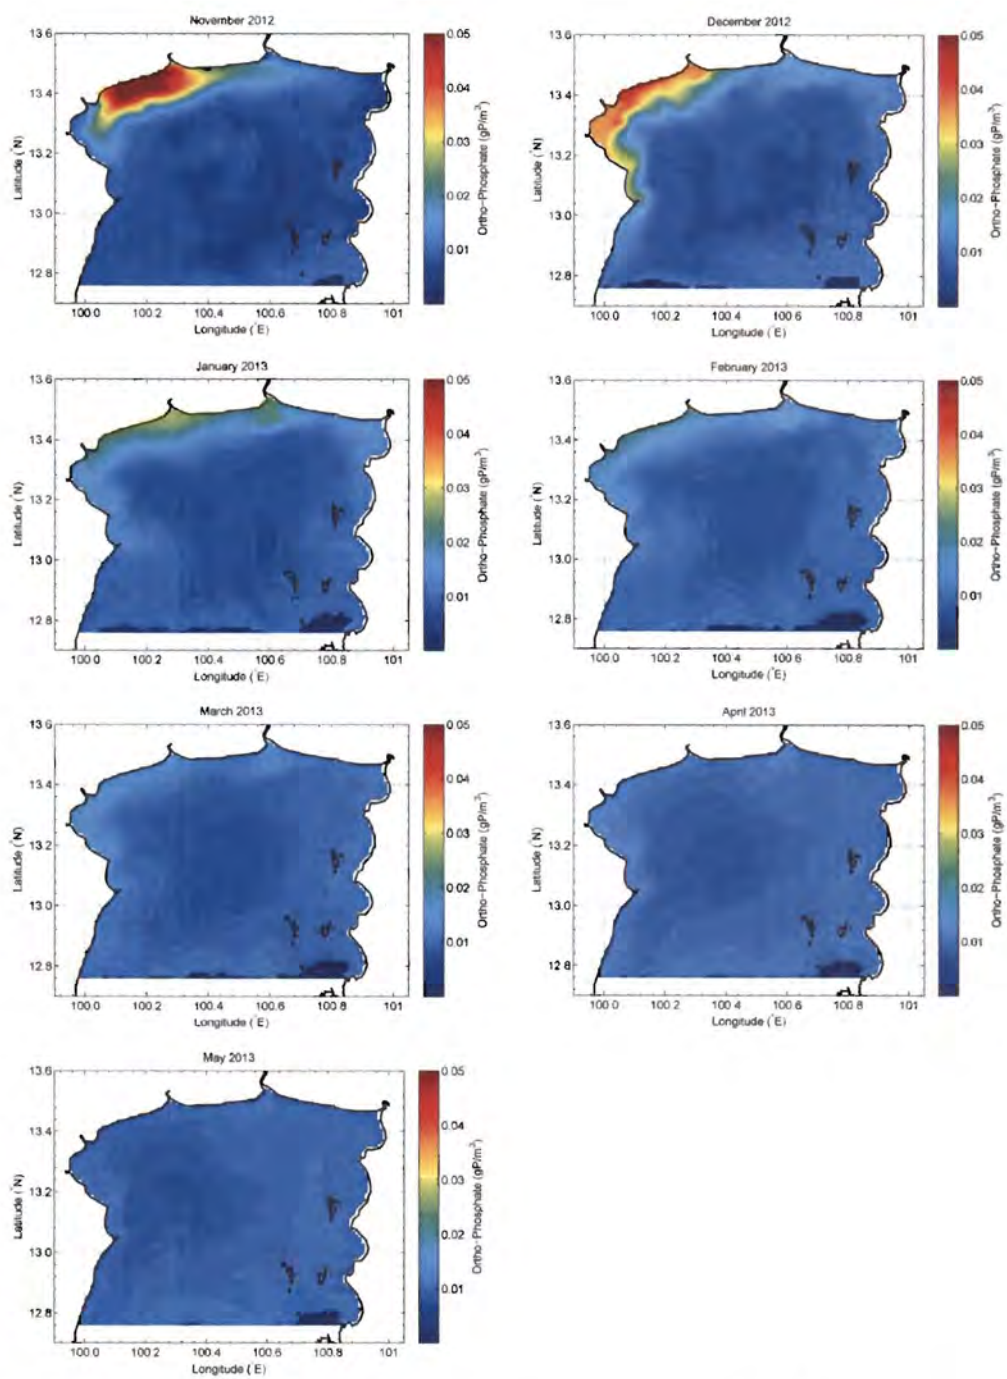 November 2012
13.6
13.4
13.2
13.0
12.8
Latitude (°N)
100.0 100.2 100.4 100.6 100.8 101
Longitude (°E)
0.05
0.04
0.03
0.02
0.01
Ortho-Phosphate (gP/m³)
December 2012
13.6
13.4
13.2
13.0
12.8
Latitude (°N)
100.0 100.2 100.4 100.6 100.8 101
Longitude (°E)
0.05
0.04
0.03
0.02
0.01
Ortho-Phosphate (gP/m³)
January 2013
13.6
13.4
13.2
13.0
12.8
Latitude (°N)
100.0 100.2 100.4 100.6 100.8 101
Longitude (°E)
0.05
0.04
0.03
0.02
0.01
Ortho-Phosphate (gP/m³)
February 2013
13.6
13.4
13.2
13.0
12.8
Latitude (°N)
100.0 100.2 100.4 100.6 100.8 101
Longitude (°E)
0.05
0.04
0.03
0.02
0.01
Ortho-Phosphate (gP/m³)
March 2013
13.6
13.4
13.2
13.0
12.8
Latitude (°N)
100.0 100.2 100.4 100.6 100.8 101
Longitude (°E)
0.05
0.04
0.03
0.02
0.01
Ortho-Phosphate (gP/m³)
April 2013
13.6
13.4
13.2
13.0
12.8
Latitude (°N)
100.0 100.2 100.4 100.6 100.8 101
Longitude (°E)
0.05
0.04
0.03
0.02
0.01
Ortho-Phosphate (gP/m³)
May 2013
13.6
13.4
13.2
13.0
12.8
Latitude (°N)
100.0 100.2 100.4 100.6 100.8 101
Longitude (°E)
0.05
0.04
0.03
0.02
0.01
Ortho-Phosphate (gP/m³)